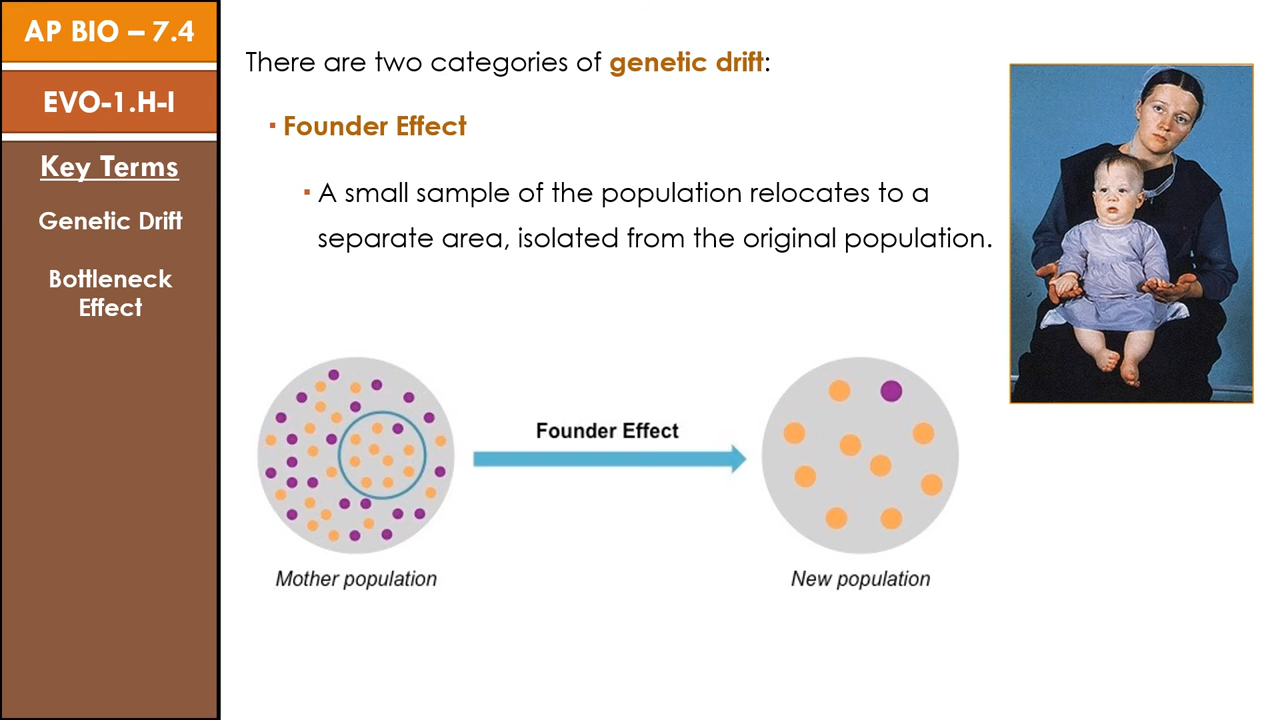 AP BIO – 7.4
EVO-1.H-I
Key Terms
Genetic Drift
Bottleneck
Effect
There are two categories of genetic drift:
▪ Founder Effect
▪ A small sample of the population relocates to a
separate area, isolated from the original population.
Founder Effect
Mother population
New population